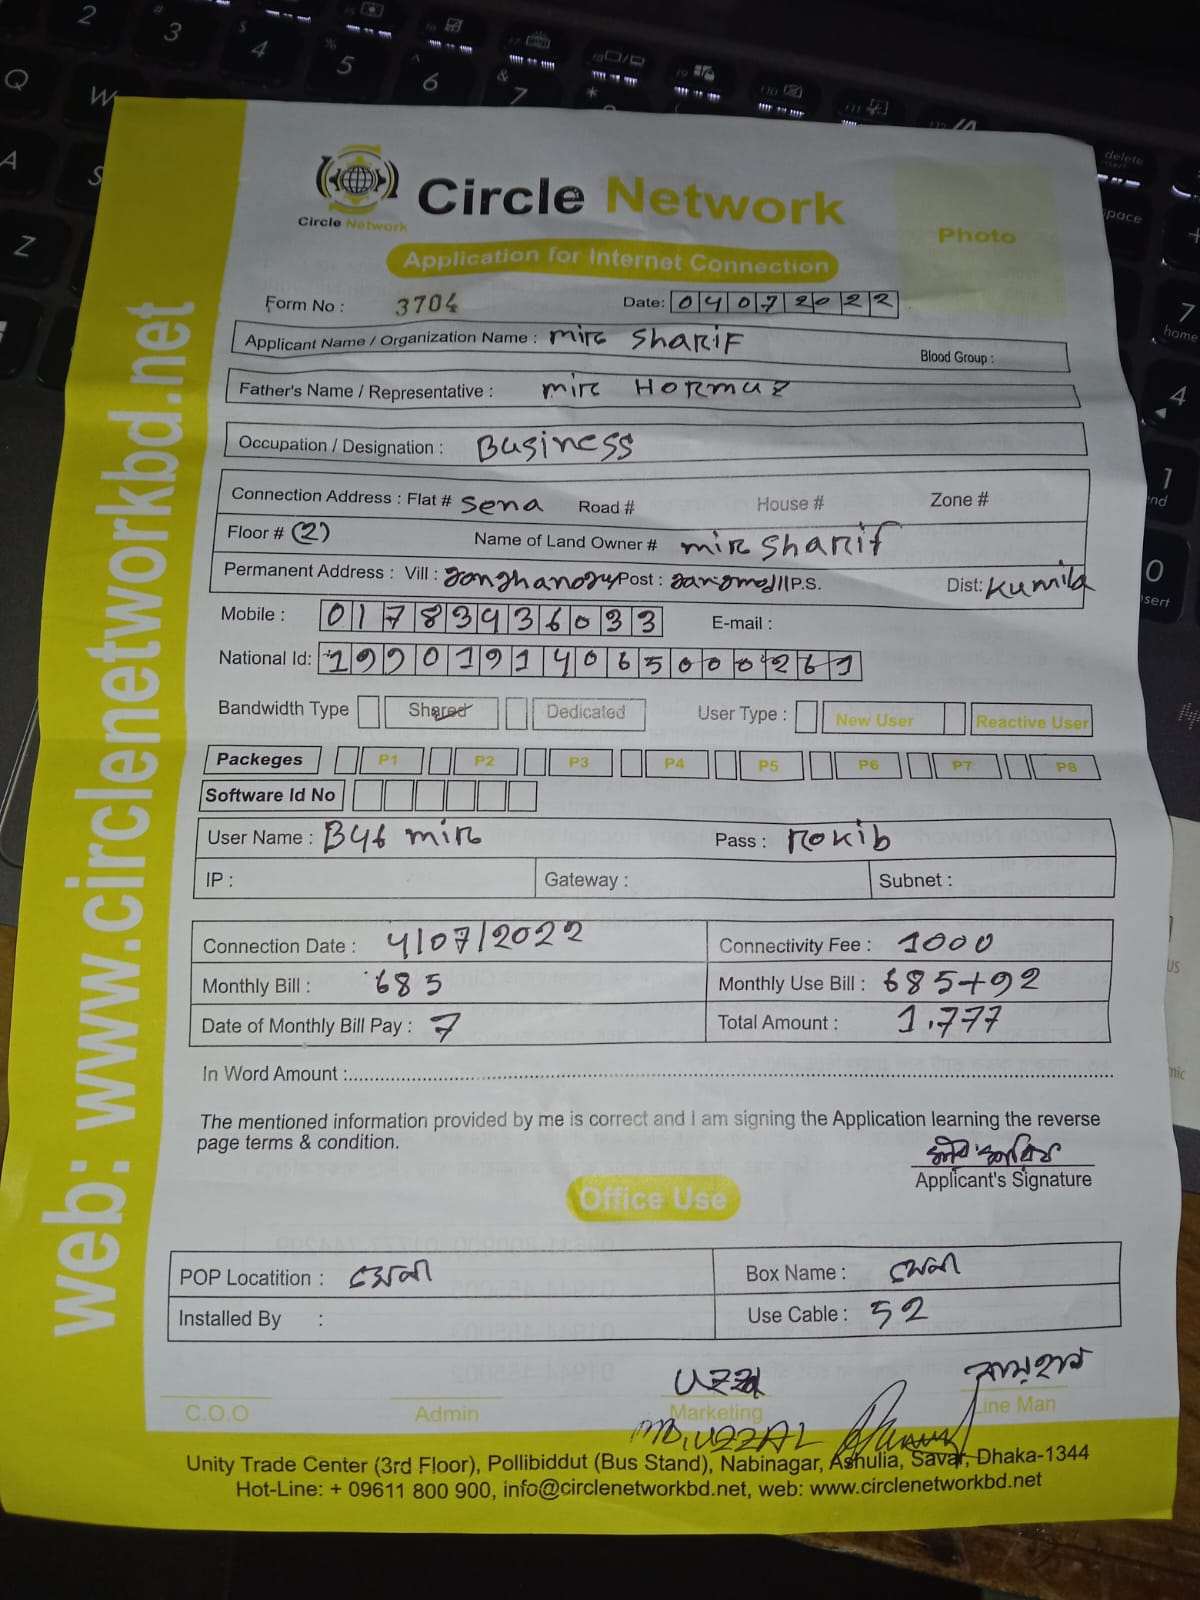 Circle Network
Circle Network
Photo
Application for Internet Connection
Form No : 3704 Date: 04072022
Applicant Name / Organization Name : Mir Sharif Blood Group :
Father's Name / Representative : Mir Hormuz
Occupation / Designation : Business
Connection Address : Flat # Sena Road # House # Zone #
Floor # (2) Name of Land Owner # Mir Sharif
Permanent Address : Vill : Post : P.S. Dist: Kumila
Mobile : 01783936033 E-mail :
National Id: 19901914065000261
Bandwidth Type Shared Dedicated User Type : New User Reactive User
Packeges P1 P2 P3 P4 P5 P6 P7 P8
Software Id No
User Name : mir Pass : Rokib
IP : Gateway : Subnet :
Connection Date : 4/07/2022 Connectivity Fee : 1000
Monthly Bill : 685 Monthly Use Bill : 685+92
Date of Monthly Bill Pay : 7 Total Amount : 1.777
In Word Amount :
The mentioned information provided by me is correct and I am signing the Application learning the reverse
page terms & condition.
Applicant's Signature
Office Use
POP Locatition : সেনা Box Name : সেনা
Installed By : Use Cable : 52
C.O.O Admin Marketing Line Man
MD. UZZAL
Unity Trade Center (3rd Floor), Pollibiddut (Bus Stand), Nabinagar, Ashulia, Savar, Dhaka-1344
Hot-Line: + 09611 800 900, info@circlenetworkbd.net, web: www.circlenetworkbd.net
web: www.circlenetworkbd.net